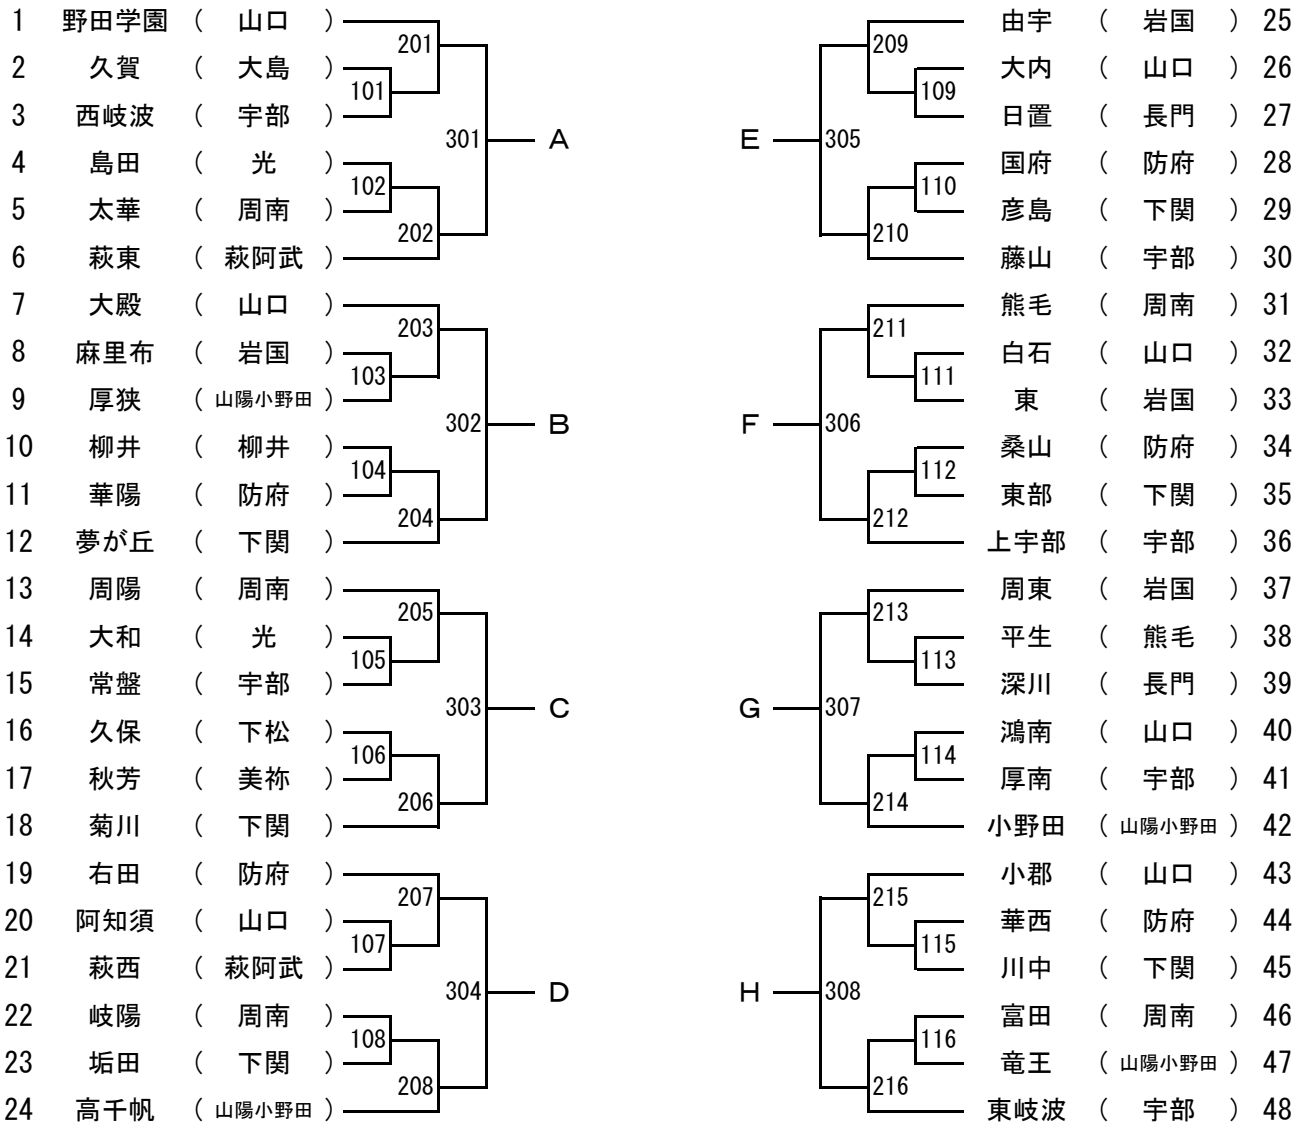 1 野田学園 ( 山口 )
201
2 久賀 ( 大島 )
101
3 西岐波 ( 宇部 )
301 A
4 島田 ( 光 )
102
5 太華 ( 周南 )
202
6 萩東 ( 萩阿武 )
7 大殿 ( 山口 )
203
8 麻里布 ( 岩国 )
103
9 厚狭 ( 山陽小野田 )
302 B
10 柳井 ( 柳井 )
104
11 華陽 ( 防府 )
204
12 夢が丘 ( 下関 )
13 周陽 ( 周南 )
205
14 大和 ( 光 )
105
15 常盤 ( 宇部 )
303 C
16 久保 ( 下松 )
106
17 秋芳 ( 美祢 )
206
18 菊川 ( 下関 )
19 右田 ( 防府 )
207
20 阿知須 ( 山口 )
107
21 萩西 ( 萩阿武 )
304 D
22 岐陽 ( 周南 )
108
23 垢田 ( 下関 )
208
24 高千帆 ( 山陽小野田 )
由宇 ( 岩国 ) 25
209
大内 ( 山口 ) 26
109
日置 ( 長門 ) 27
E 305
国府 ( 防府 ) 28
110
彦島 ( 下関 ) 29
210
藤山 ( 宇部 ) 30
熊毛 ( 周南 ) 31
211
白石 ( 山口 ) 32
111
東 ( 岩国 ) 33
F 306
桑山 ( 防府 ) 34
112
東部 ( 下関 ) 35
212
上宇部 ( 宇部 ) 36
周東 ( 岩国 ) 37
213
平生 ( 熊毛 ) 38
113
深川 ( 長門 ) 39
G 307
鴻南 ( 山口 ) 40
114
厚南 ( 宇部 ) 41
214
小野田 ( 山陽小野田 ) 42
小郡 ( 山口 ) 43
215
華西 ( 防府 ) 44
115
川中 ( 下関 ) 45
H 308
富田 ( 周南 ) 46
116
竜王 ( 山陽小野田 ) 47
216
東岐波 ( 宇部 ) 48